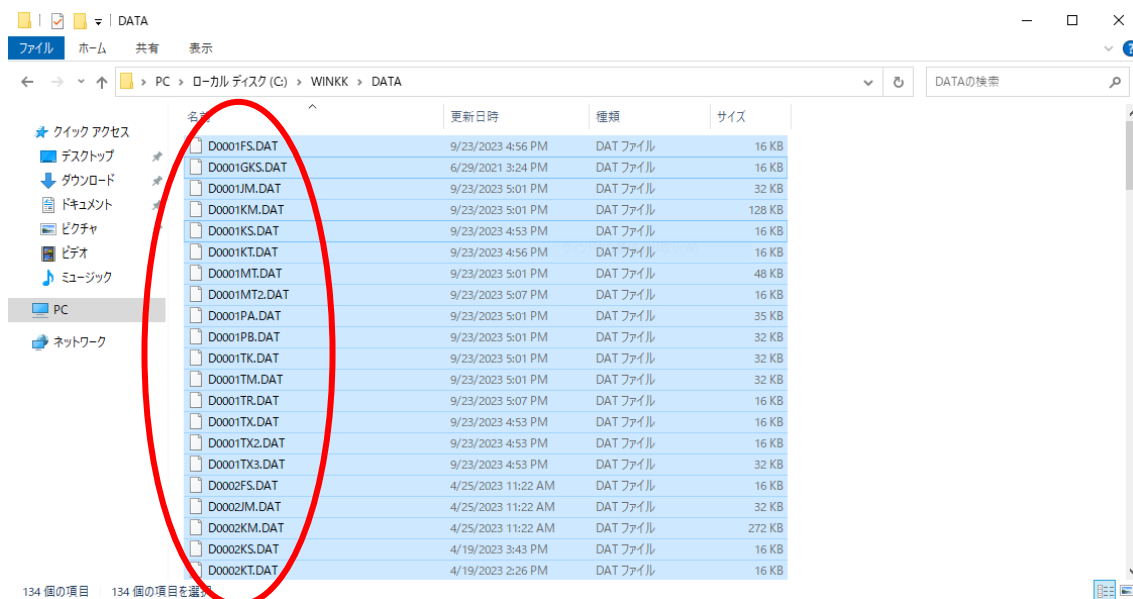 DATA
ファイル ホーム 共有 表示
PC › ローカル ディスク (C:) › WINKK › DATA DATAの検索
名前 更新日時 種類 サイズ
クイック アクセス
デスクトップ
ダウンロード
ドキュメント
ピクチャ
ビデオ
ミュージック
PC
ネットワーク
D0001FS.DAT 9/23/2023 4:56 PM DAT ファイル 16 KB
D0001GKS.DAT 6/29/2021 3:24 PM DAT ファイル 16 KB
D0001JM.DAT 9/23/2023 5:01 PM DAT ファイル 32 KB
D0001KM.DAT 9/23/2023 5:01 PM DAT ファイル 128 KB
D0001KS.DAT 9/23/2023 4:53 PM DAT ファイル 16 KB
D0001KT.DAT 9/23/2023 4:56 PM DAT ファイル 16 KB
D0001MT.DAT 9/23/2023 5:01 PM DAT ファイル 48 KB
D0001MT2.DAT 9/23/2023 5:07 PM DAT ファイル 16 KB
D0001PA.DAT 9/23/2023 5:01 PM DAT ファイル 35 KB
D0001PB.DAT 9/23/2023 5:01 PM DAT ファイル 32 KB
D0001TK.DAT 9/23/2023 5:01 PM DAT ファイル 32 KB
D0001TM.DAT 9/23/2023 5:01 PM DAT ファイル 32 KB
D0001TR.DAT 9/23/2023 5:07 PM DAT ファイル 16 KB
D0001TX.DAT 9/23/2023 4:53 PM DAT ファイル 16 KB
D0001TX2.DAT 9/23/2023 4:53 PM DAT ファイル 16 KB
D0001TX3.DAT 9/23/2023 4:53 PM DAT ファイル 32 KB
D0002FS.DAT 4/25/2023 11:22 AM DAT ファイル 16 KB
D0002JM.DAT 4/25/2023 11:22 AM DAT ファイル 32 KB
D0002KM.DAT 4/25/2023 11:22 AM DAT ファイル 272 KB
D0002KS.DAT 4/19/2023 3:43 PM DAT ファイル 16 KB
D0002KT.DAT 4/19/2023 2:26 PM DAT ファイル 16 KB
134 個の項目 134 個の項目を選択